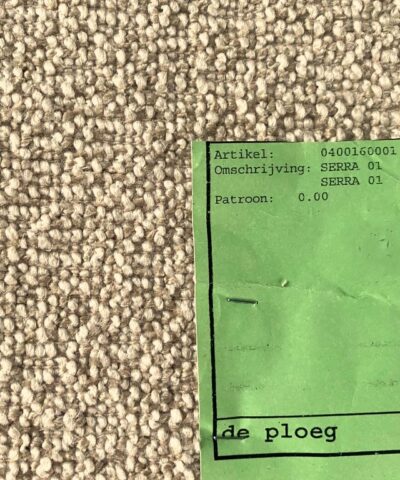 Artikel: 0400160001
Omschrijving: SERRA 01
SERRA 01
Patroon: 0.00
de ploeg